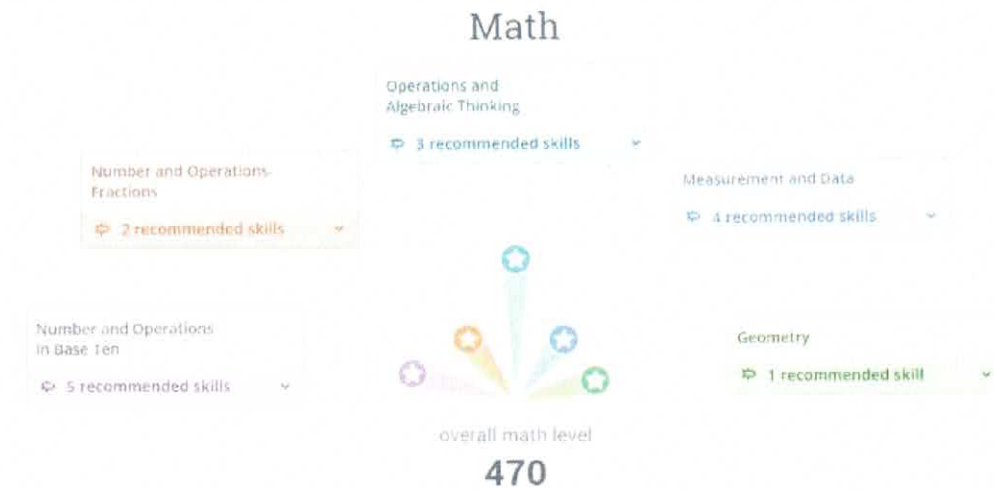 Math
Operations and
Algebraic Thinking
3 recommended skills
Number and Operations-
Fractions
2 recommended skills
Measurement and Data
4 recommended skills
Number and Operations
in Base Ten
5 recommended skills
Geometry
1 recommended skill
overall math level
470